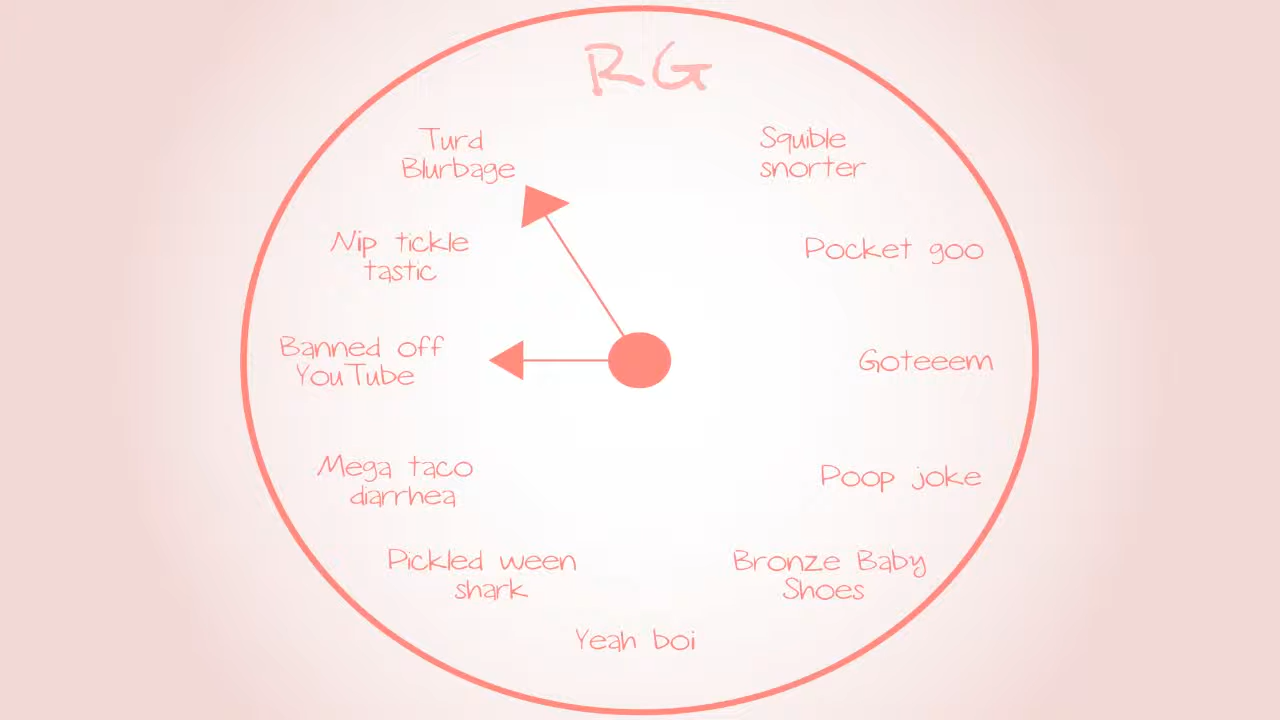 RG
Turd
Blurbage
Squible
snorter
Nip tickle
tastic
Pocket goo
Banned off
YouTube
Goteeem
Mega taco
diarrhea
Poop joke
Pickled ween
shark
Bronze Baby
Shoes
Yeah boi